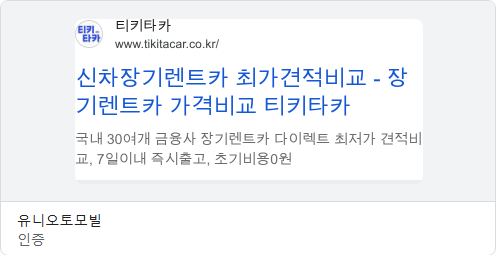 티키타카
티키타카
www.tikitacar.co.kr/
신차장기렌트카 최가견적비교 - 장
기렌트카 가격비교 티키타카
국내 30여개 금융사 장기렌트카 다이렉트 최저가 견적비
교, 7일이내 즉시출고, 초기비용0원
유니오토모빌
인증